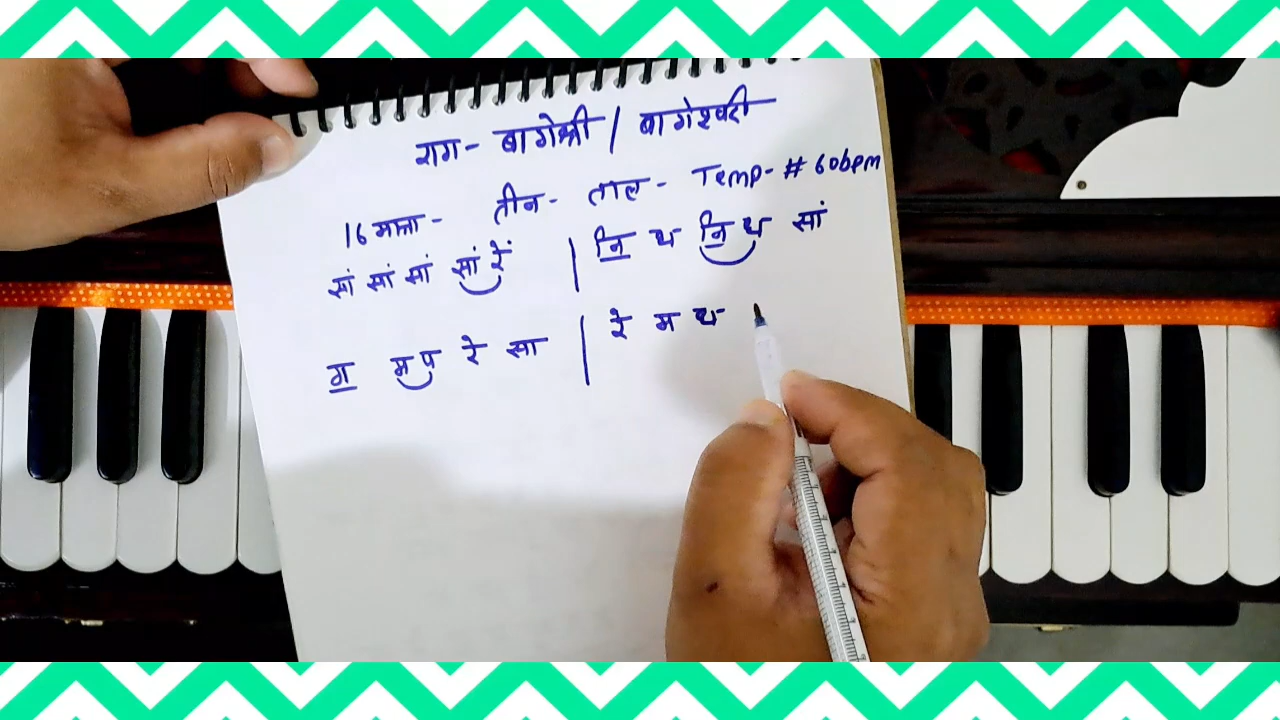 राग- बागेश्री / बागेश्वरी
16 मात्रा- तीन- ताल- Temp- # 60bpm
सां सां सां सां रें | नि॒ ध नि॒ ध सां
ग॒ म प रे सा | रे म ध